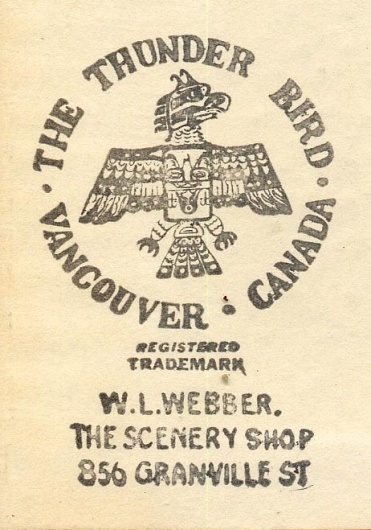 • THE THUNDER BIRD •
VANCOUVER • CANADA
REGISTERED
TRADEMARK
W.L.WEBBER.
THE SCENERY SHOP
856 GRANVILLE ST